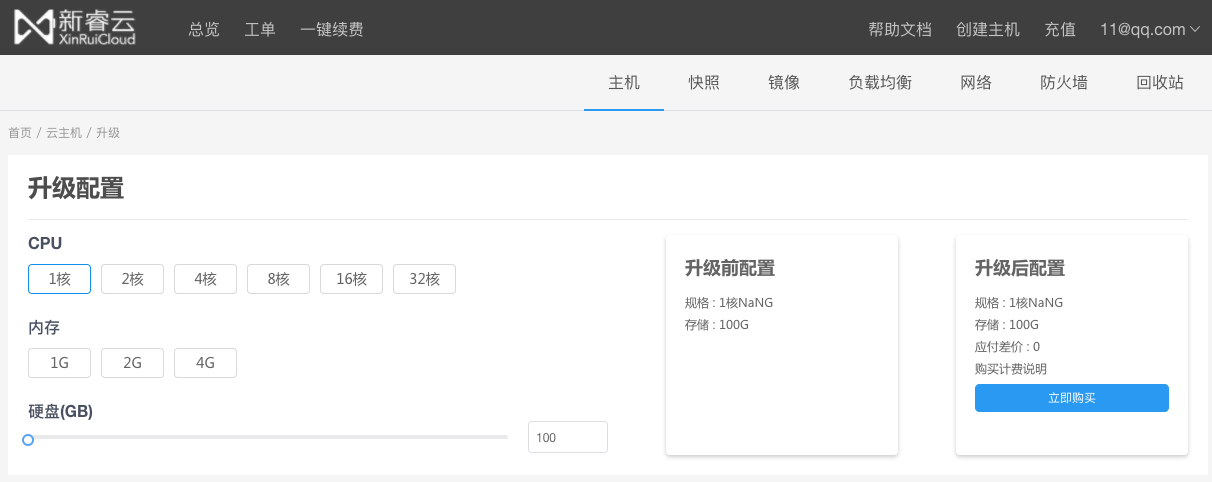 新睿云
XinRuiCloud
总览 工单 一键续费 帮助文档 创建主机 充值 11@qq.com
主机 快照 镜像 负载均衡 网络 防火墙 回收站
首页 / 云主机 / 升级
升级配置
CPU
1核 2核 4核 8核 16核 32核
内存
1G 2G 4G
硬盘(GB)
100
升级前配置
规格 : 1核NaNG
存储 : 100G
升级后配置
规格 : 1核NaNG
存储 : 100G
应付差价 : 0
购买计费说明
立即购买